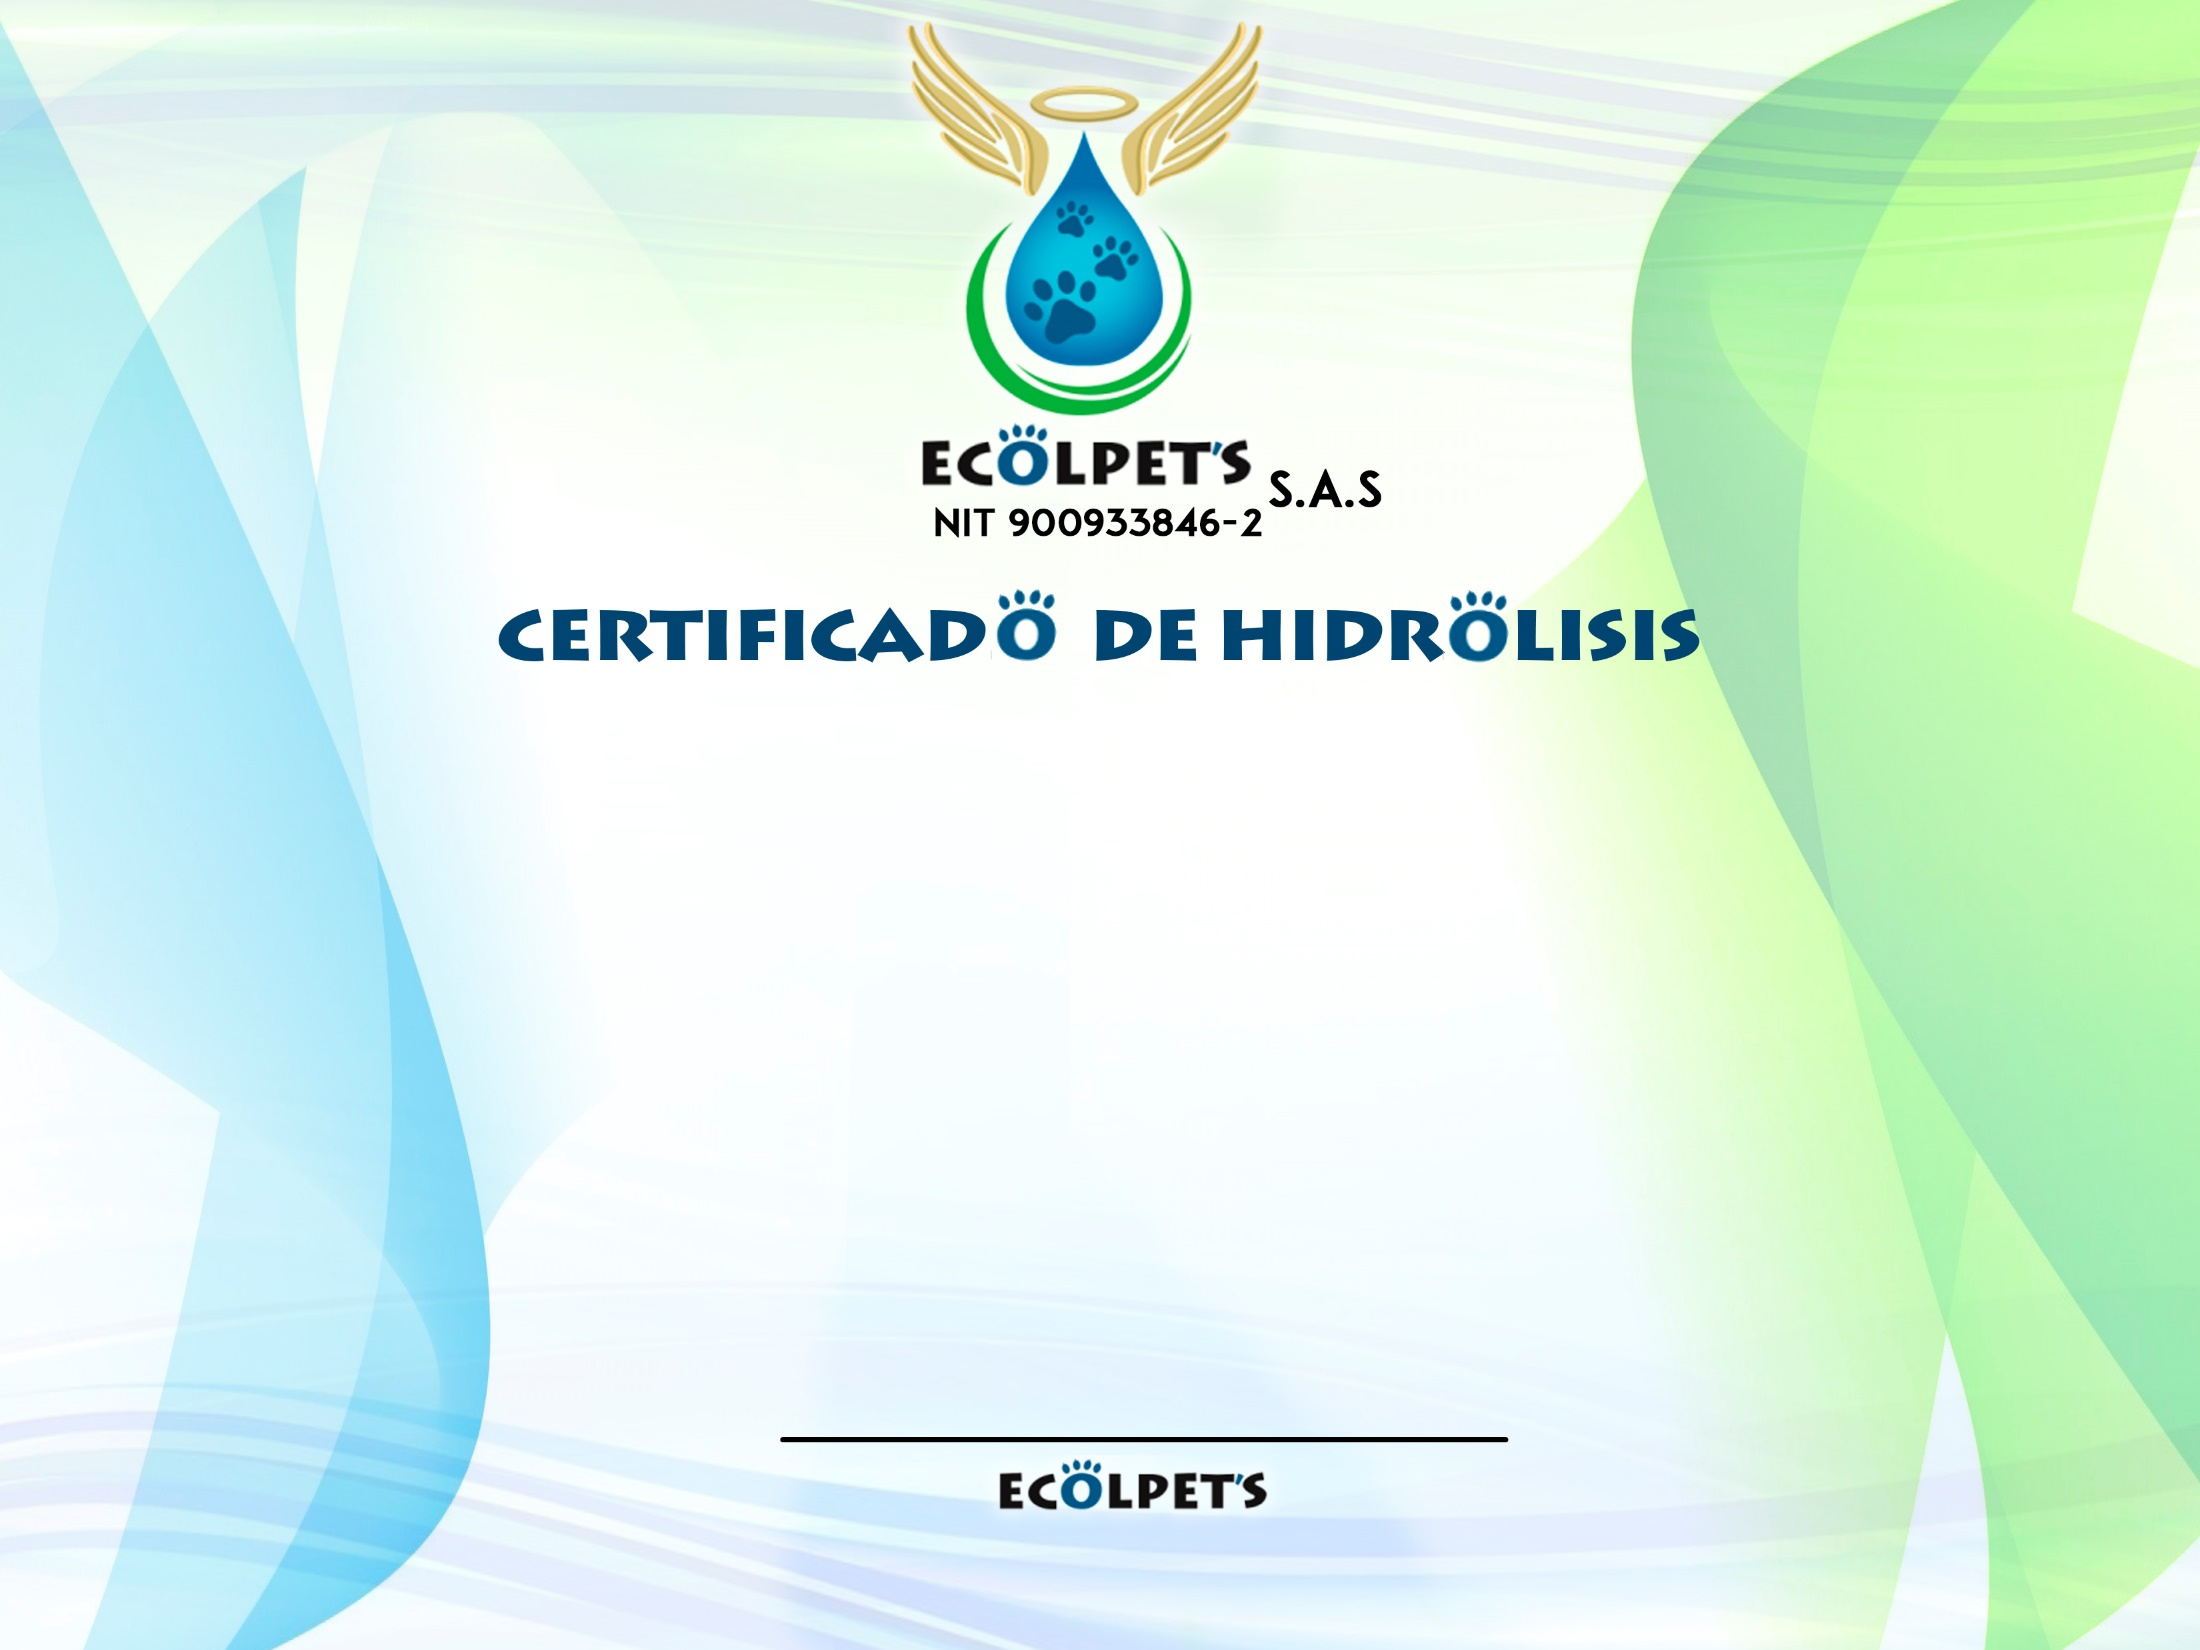 ECOLPET'S S.A.S
NIT 900933846-2
CERTIFICADO DE HIDROLISIS
ECOLPET'S